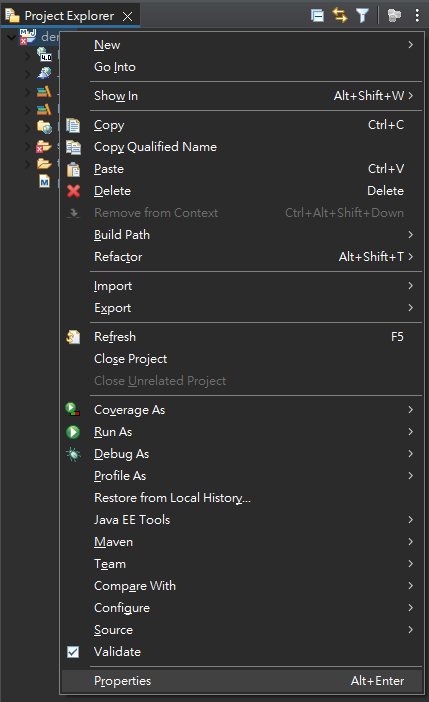 Project Explorer
New
Go Into
Show In Alt+Shift+W
Copy Ctrl+C
Copy Qualified Name
Paste Ctrl+V
Delete Delete
Remove from Context Ctrl+Alt+Shift+Down
Build Path
Refactor Alt+Shift+T
Import
Export
Refresh F5
Close Project
Close Unrelated Project
Coverage As
Run As
Debug As
Profile As
Restore from Local History...
Java EE Tools
Maven
Team
Compare With
Configure
Source
Validate
Properties Alt+Enter